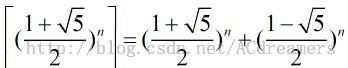 ⌈((1+√5)/2)^n⌉ = ((1+√5)/2)^n + ((1−√5)/2)^n
http://blog.csdn.net/ACdreamers